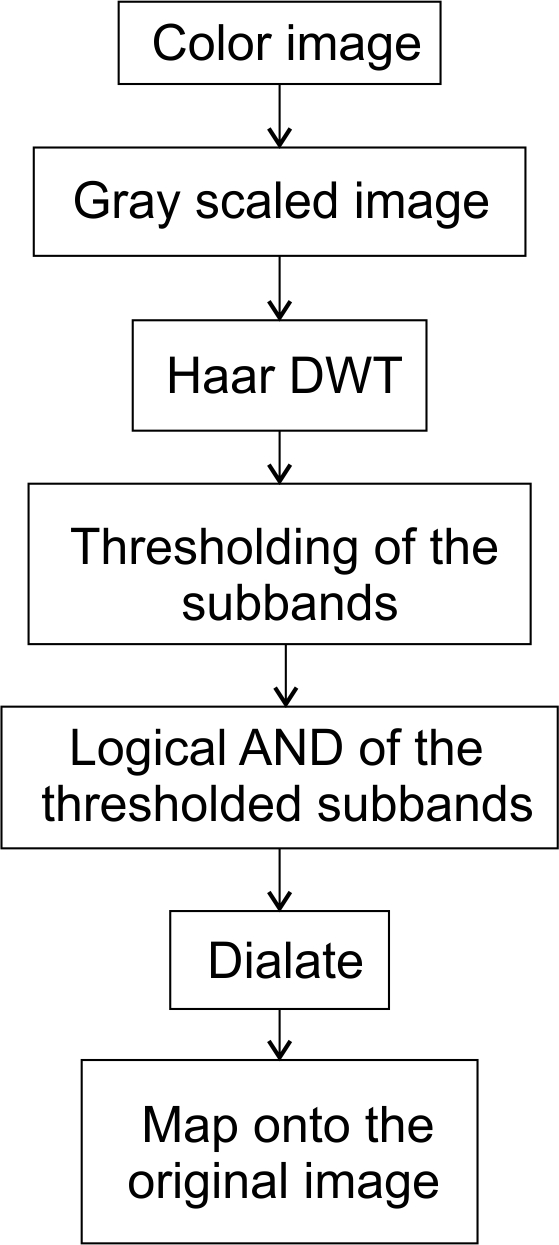 Color image
Gray scaled image
Haar DWT
Thresholding of the
subbands
Logical AND of the
thresholded subbands
Dialate
Map onto the
original image